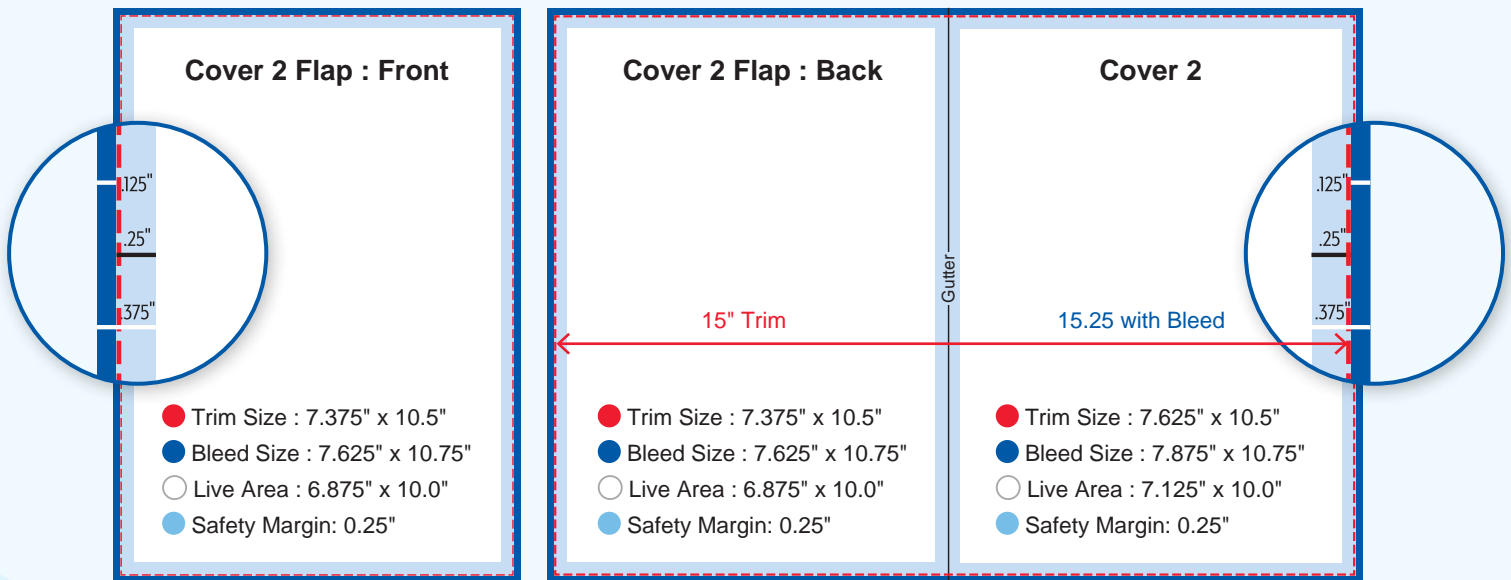 Cover 2 Flap : Front
.125"
.25"
.375"
Trim Size : 7.375" x 10.5"
Bleed Size : 7.625" x 10.75"
Live Area : 6.875" x 10.0"
Safety Margin: 0.25"
Cover 2 Flap : Back
15" Trim
Trim Size : 7.375" x 10.5"
Bleed Size : 7.625" x 10.75"
Live Area : 6.875" x 10.0"
Safety Margin: 0.25"
Gutter
Cover 2
.125"
.25"
.375"
15.25 with Bleed
Trim Size : 7.625" x 10.5"
Bleed Size : 7.875" x 10.75"
Live Area : 7.125" x 10.0"
Safety Margin: 0.25"